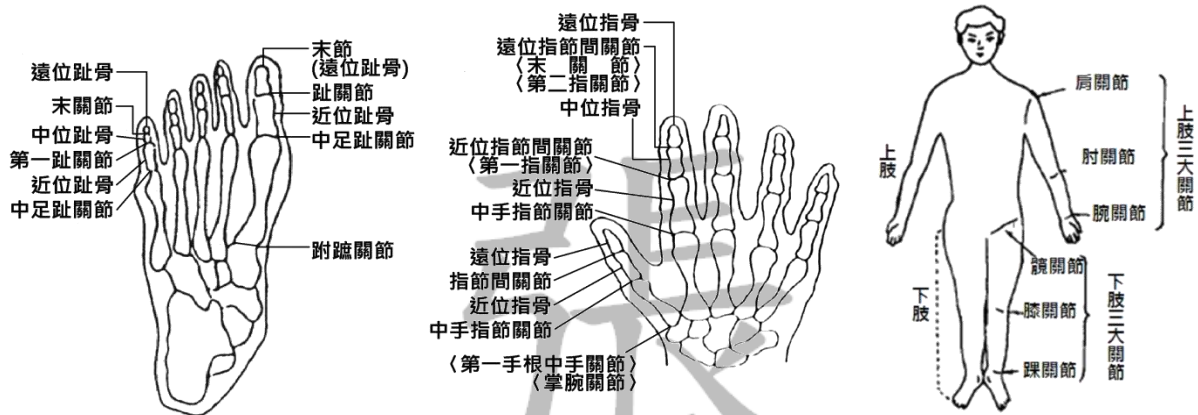 末節
(遠位趾骨)
趾關節
近位趾骨
中足趾關節
跗蹠關節
遠位趾骨
末關節
中位趾骨
第一趾關節
近位趾骨
中足趾關節
遠位指骨
遠位指節間關節
〈末關節〉
〈第二指關節〉
中位指骨
近位指節間關節
〈第一指關節〉
近位指骨
中手指節關節
遠位指骨
指節間關節
近位指骨
中手指節關節
〈第一手根中手關節〉
〈掌腕關節〉
上肢
肩關節
肘關節
腕關節
上肢三大關節
下肢
髖關節
膝關節
踝關節
下肢三大關節